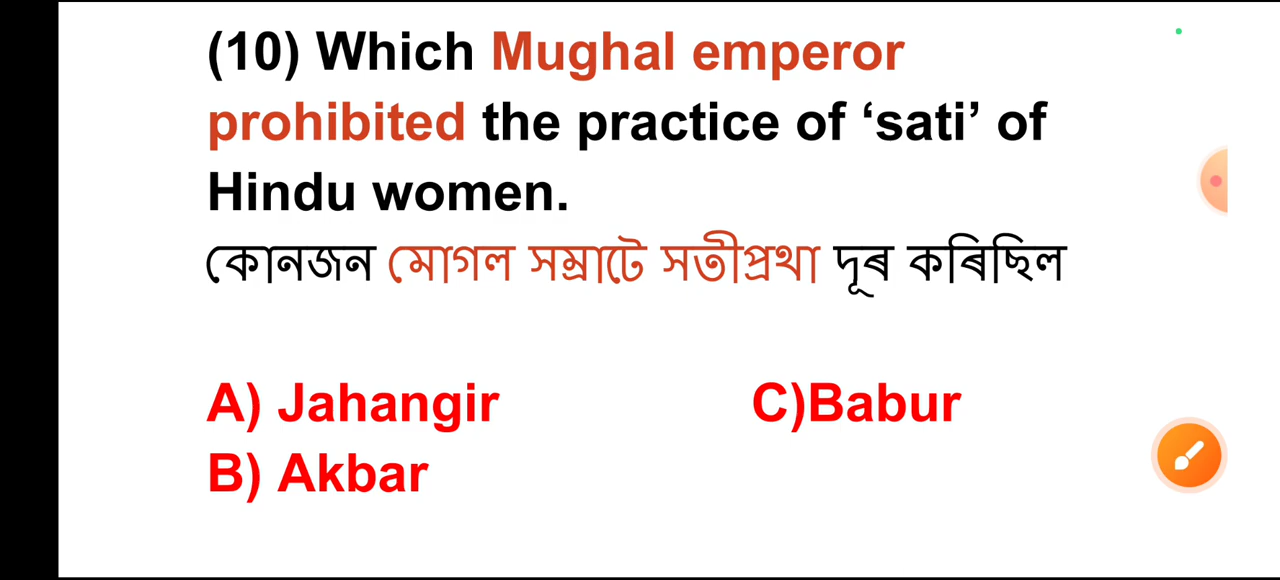 (10) Which Mughal emperor
prohibited the practice of ‘sati’ of
Hindu women.
কোনজন মোগল সম্ৰাটে সতীপ্ৰথা দূৰ কৰিছিল
A) Jahangir C)Babur
B) Akbar